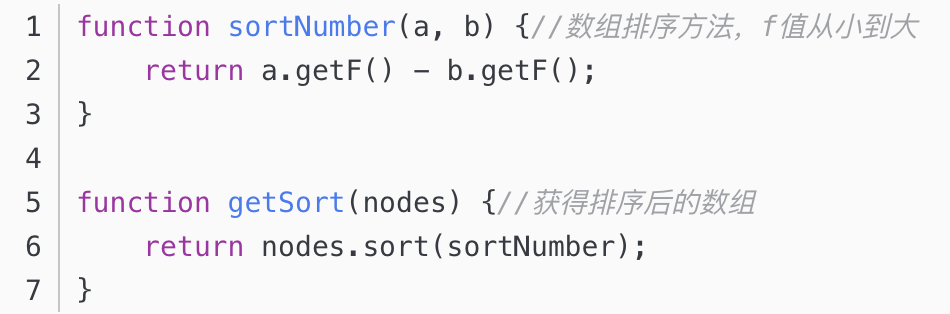 1 function sortNumber(a, b) {//数组排序方法，f值从小到大
2     return a.getF() - b.getF();
3 }
4
5 function getSort(nodes) {//获得排序后的数组
6     return nodes.sort(sortNumber);
7 }